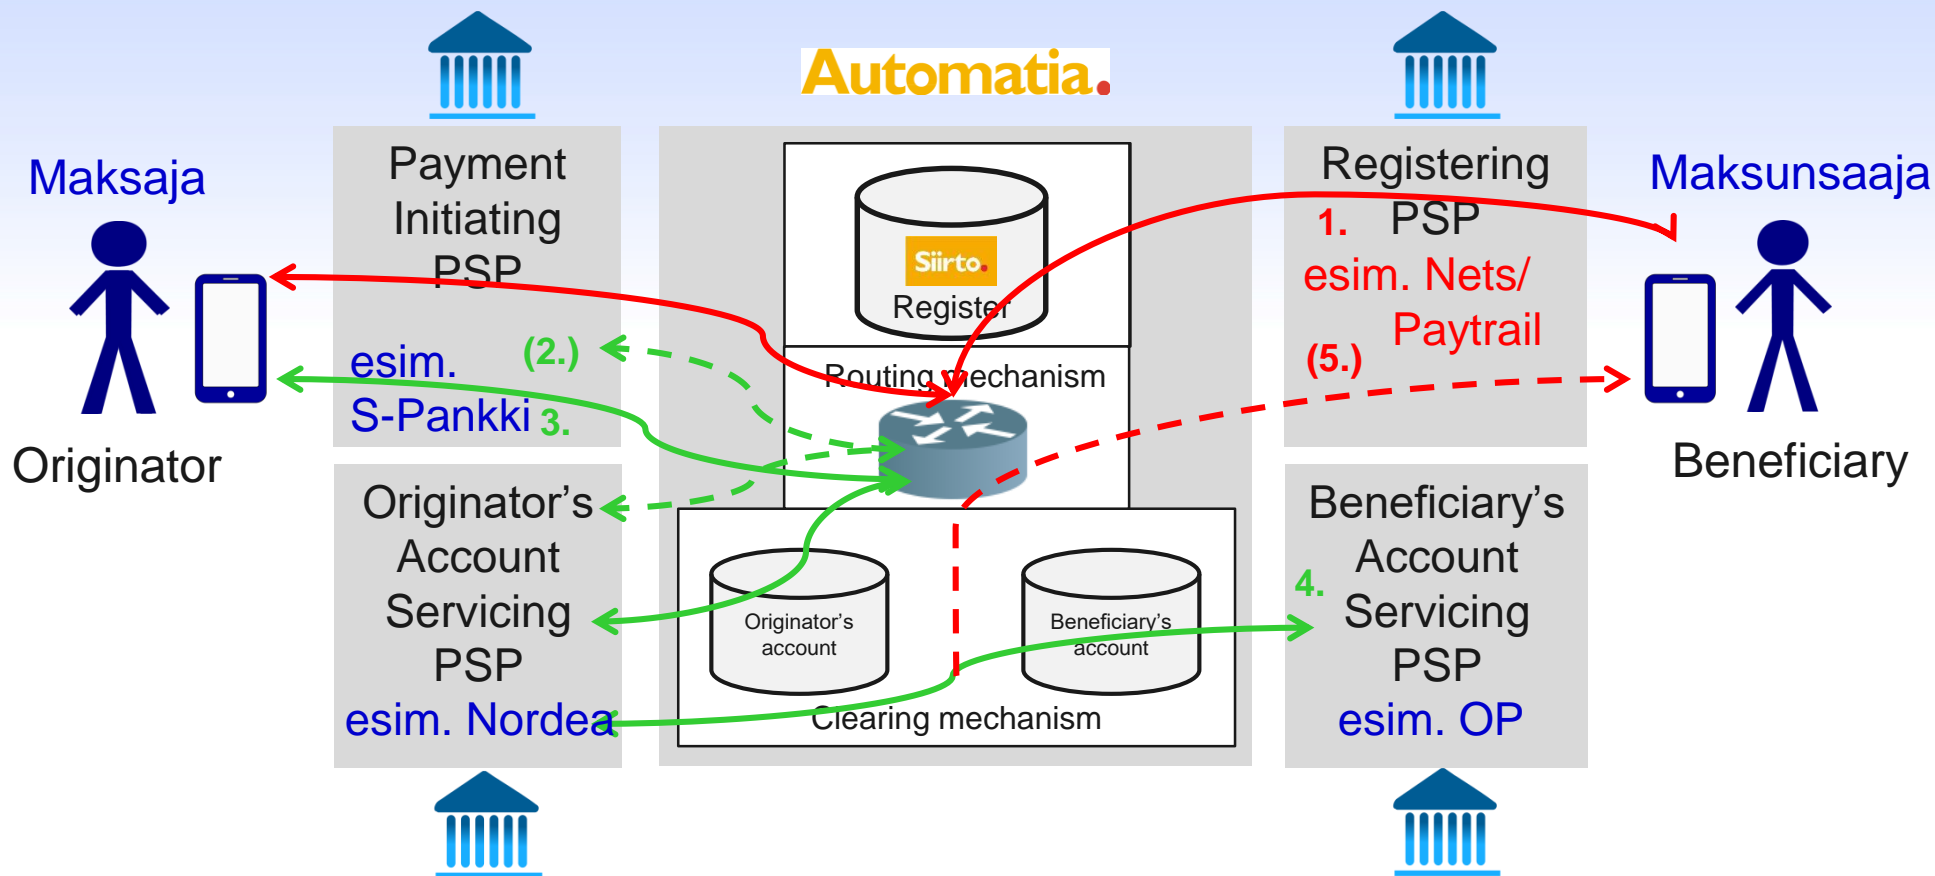 Automatia.
Maksaja
Originator
Payment
Initiating
PSP
esim.
(2.)
S-Pankki
3.
Originator's
Account
Servicing
PSP
esim. Nordea
Siirto.
Register
Routing mechanism
Originator's
account
Beneficiary's
account
Clearing mechanism
Registering
1.
PSP
esim. Nets/
Paytrail
(5.)
Beneficiary's
Account
4.
Servicing
PSP
esim. OP
Maksunsaaja
Beneficiary